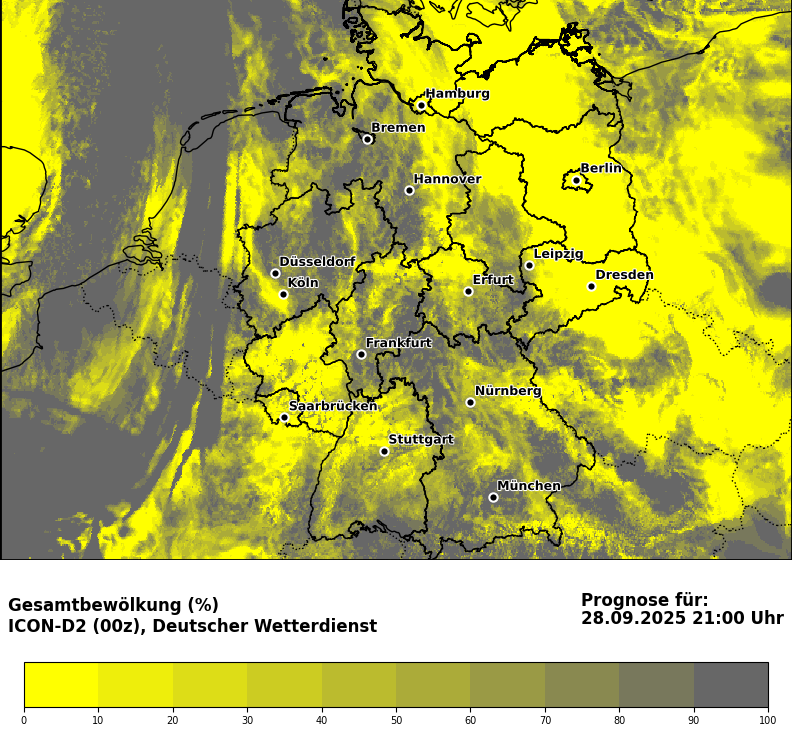 Hamburg
Bremen
Hannover
Berlin
Düsseldorf
Leipzig
Köln
Erfurt
Dresden
Frankfurt
Nürnberg
Saarbrücken
Stuttgart
München
Gesamtbewölkung (%)
ICON-D2 (00z), Deutscher Wetterdienst
Prognose für:
28.09.2025 21:00 Uhr
0 10 20 30 40 50 60 70 80 90 100